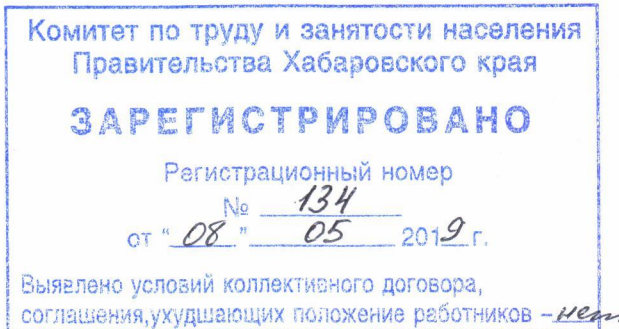 Комитет по труду и занятости населения
Правительства Хабаровского края
ЗАРЕГИСТРИРОВАНО
Регистрационный номер
№ 134
от "08" 05 2019 г.
Выявлено условий коллективного договора,
соглашения,ухудшающих положение работников – нет